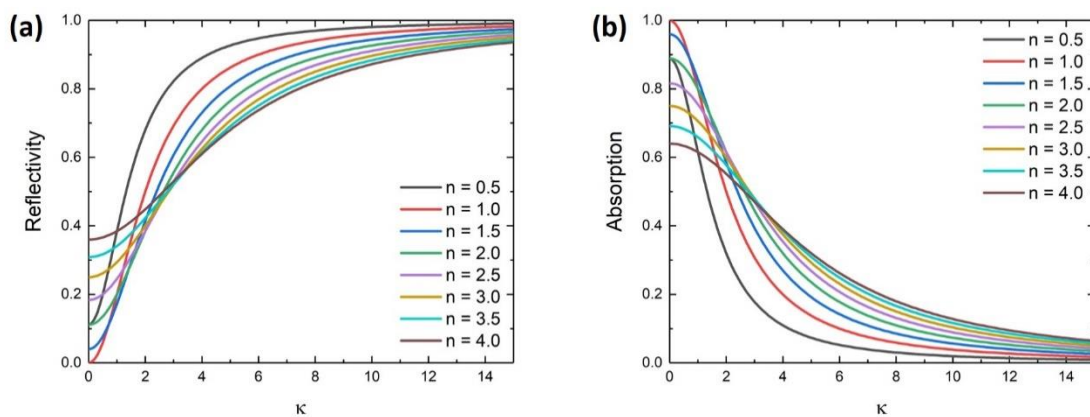 (a)
Reflectivity
1.0
0.8
0.6
0.4
0.2
0.0
0 2 4 6 8 10 12 14
κ
n = 0.5
n = 1.0
n = 1.5
n = 2.0
n = 2.5
n = 3.0
n = 3.5
n = 4.0
(b)
Absorption
1.0
0.8
0.6
0.4
0.2
0.0
0 2 4 6 8 10 12 14
κ
n = 0.5
n = 1.0
n = 1.5
n = 2.0
n = 2.5
n = 3.0
n = 3.5
n = 4.0